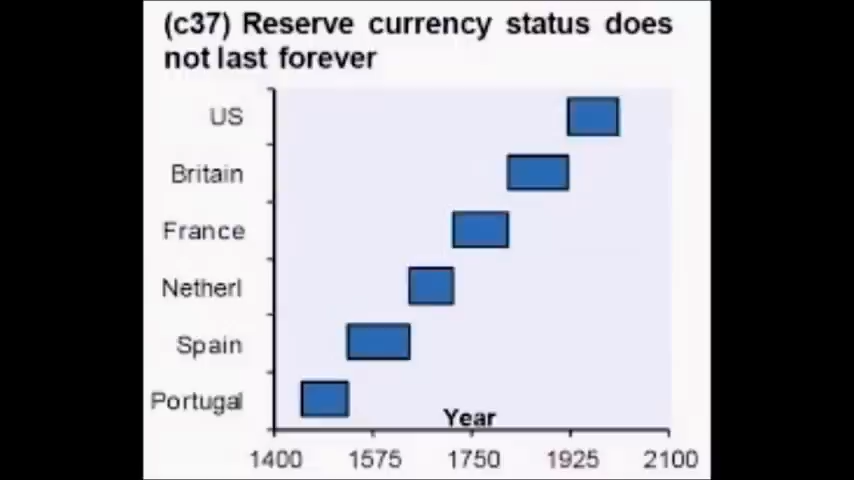 (c37) Reserve currency status does
not last forever
US
Britain
France
Netherl
Spain
Portugal
Year
1400 1575 1750 1925 2100